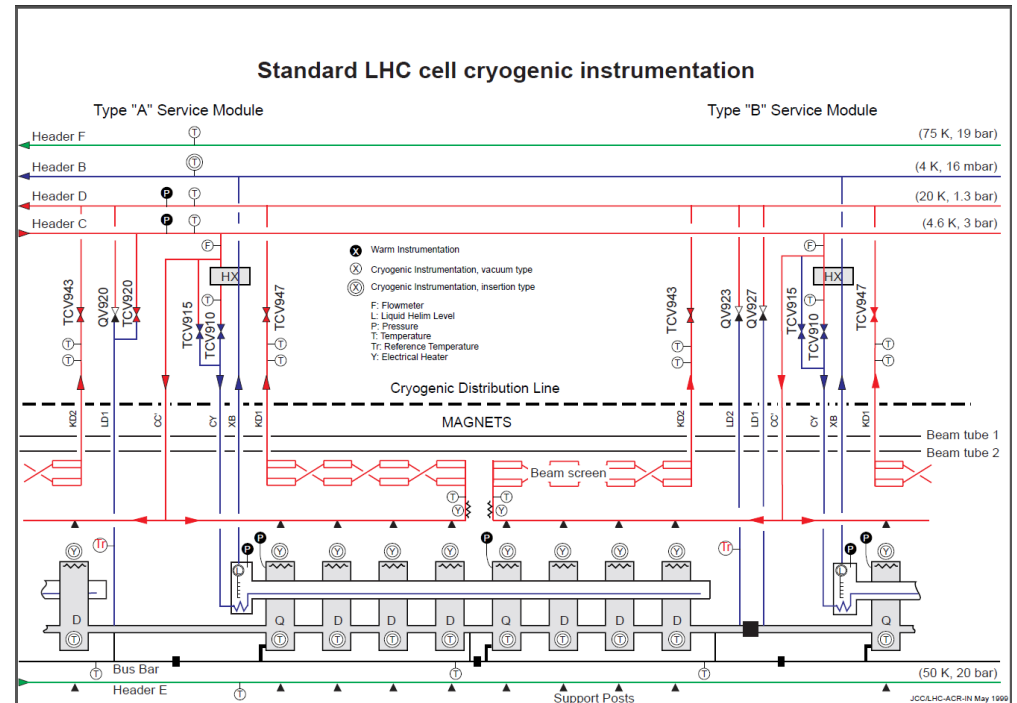 Standard LHC cell cryogenic instrumentation
Type "A" Service Module
Type "B" Service Module
Header F
T
(75 K, 19 bar)
Header B
T
(4 K, 16 mbar)
Header D
P
T
(20 K, 1.3 bar)
Header C
P
T
(4.6 K, 3 bar)
F
F
X Warm Instrumentation
X Cryogenic Instrumentation, vacuum type
X Cryogenic Instrumentation, insertion type
F: Flowmeter
L: Liquid Helim Level
P: Pressure
T: Temperature
Tr: Reference Temperature
Y: Electrical Heater
HX
HX
TCV943
QV920
TCV920
TCV915
TCV910
T
TCV947
TCV943
QV923
QV927
TCV915
TCV910
T
TCV947
T
T
T
T
T
T
T
T
Cryogenic Distribution Line
KD2
LD1
CC'
CY
XB
KD1
MAGNETS
KD2
LD2
LD1
CC'
CY
XB
KD1
Beam tube 1
Beam tube 2
Beam screen
T
T
Y
Y
Y
Tr
P
P
Y
Y
Y
Y
P
Y
Y
Y
Y
Tr
P
P
Y
L
D
Q
D
D
D
Q
D
D
D
Q
T
T
T
T
T
T
T
T
T
T
Bus Bar
T
T
T
(50 K, 20 bar)
Header E
T
Support Posts
JCC/LHC-ACR-IN May 1999